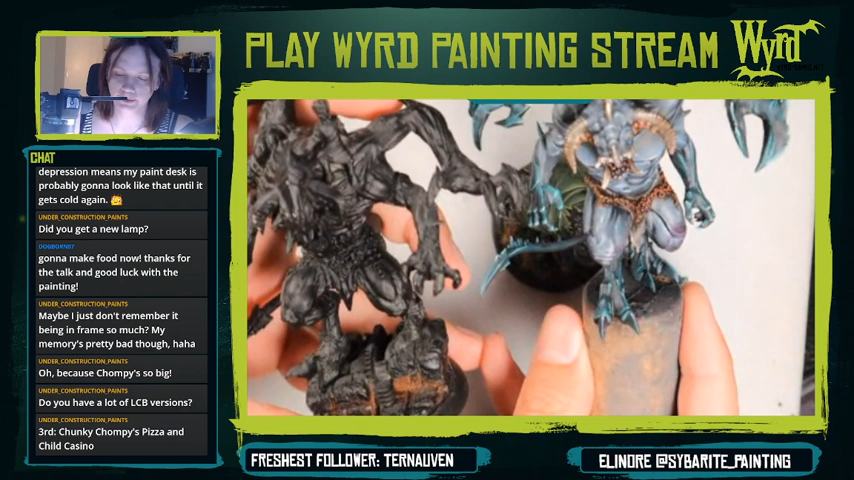 PLAY WYRD PAINTING STREAM
Wyrd
CHAT
depression means my paint desk is
probably gonna look like that until it
gets cold again.
UNDER_CONSTRUCTION_PAINTS
Did you get a new lamp?
gonna make food now! thanks for
the talk and good luck with the
painting!
UNDER_CONSTRUCTION_PAINTS
Maybe I just don't remember it
being in frame so much? My
memory's pretty bad though, haha
UNDER_CONSTRUCTION_PAINTS
Oh, because Chompy's so big!
UNDER_CONSTRUCTION_PAINTS
Do you have a lot of LCB versions?
UNDER_CONSTRUCTION_PAINTS
3rd: Chunky Chompy's Pizza and
Child Casino
FRESHEST FOLLOWER: TERNAUVEN
ELINORE @SYBARITE_PAINTING